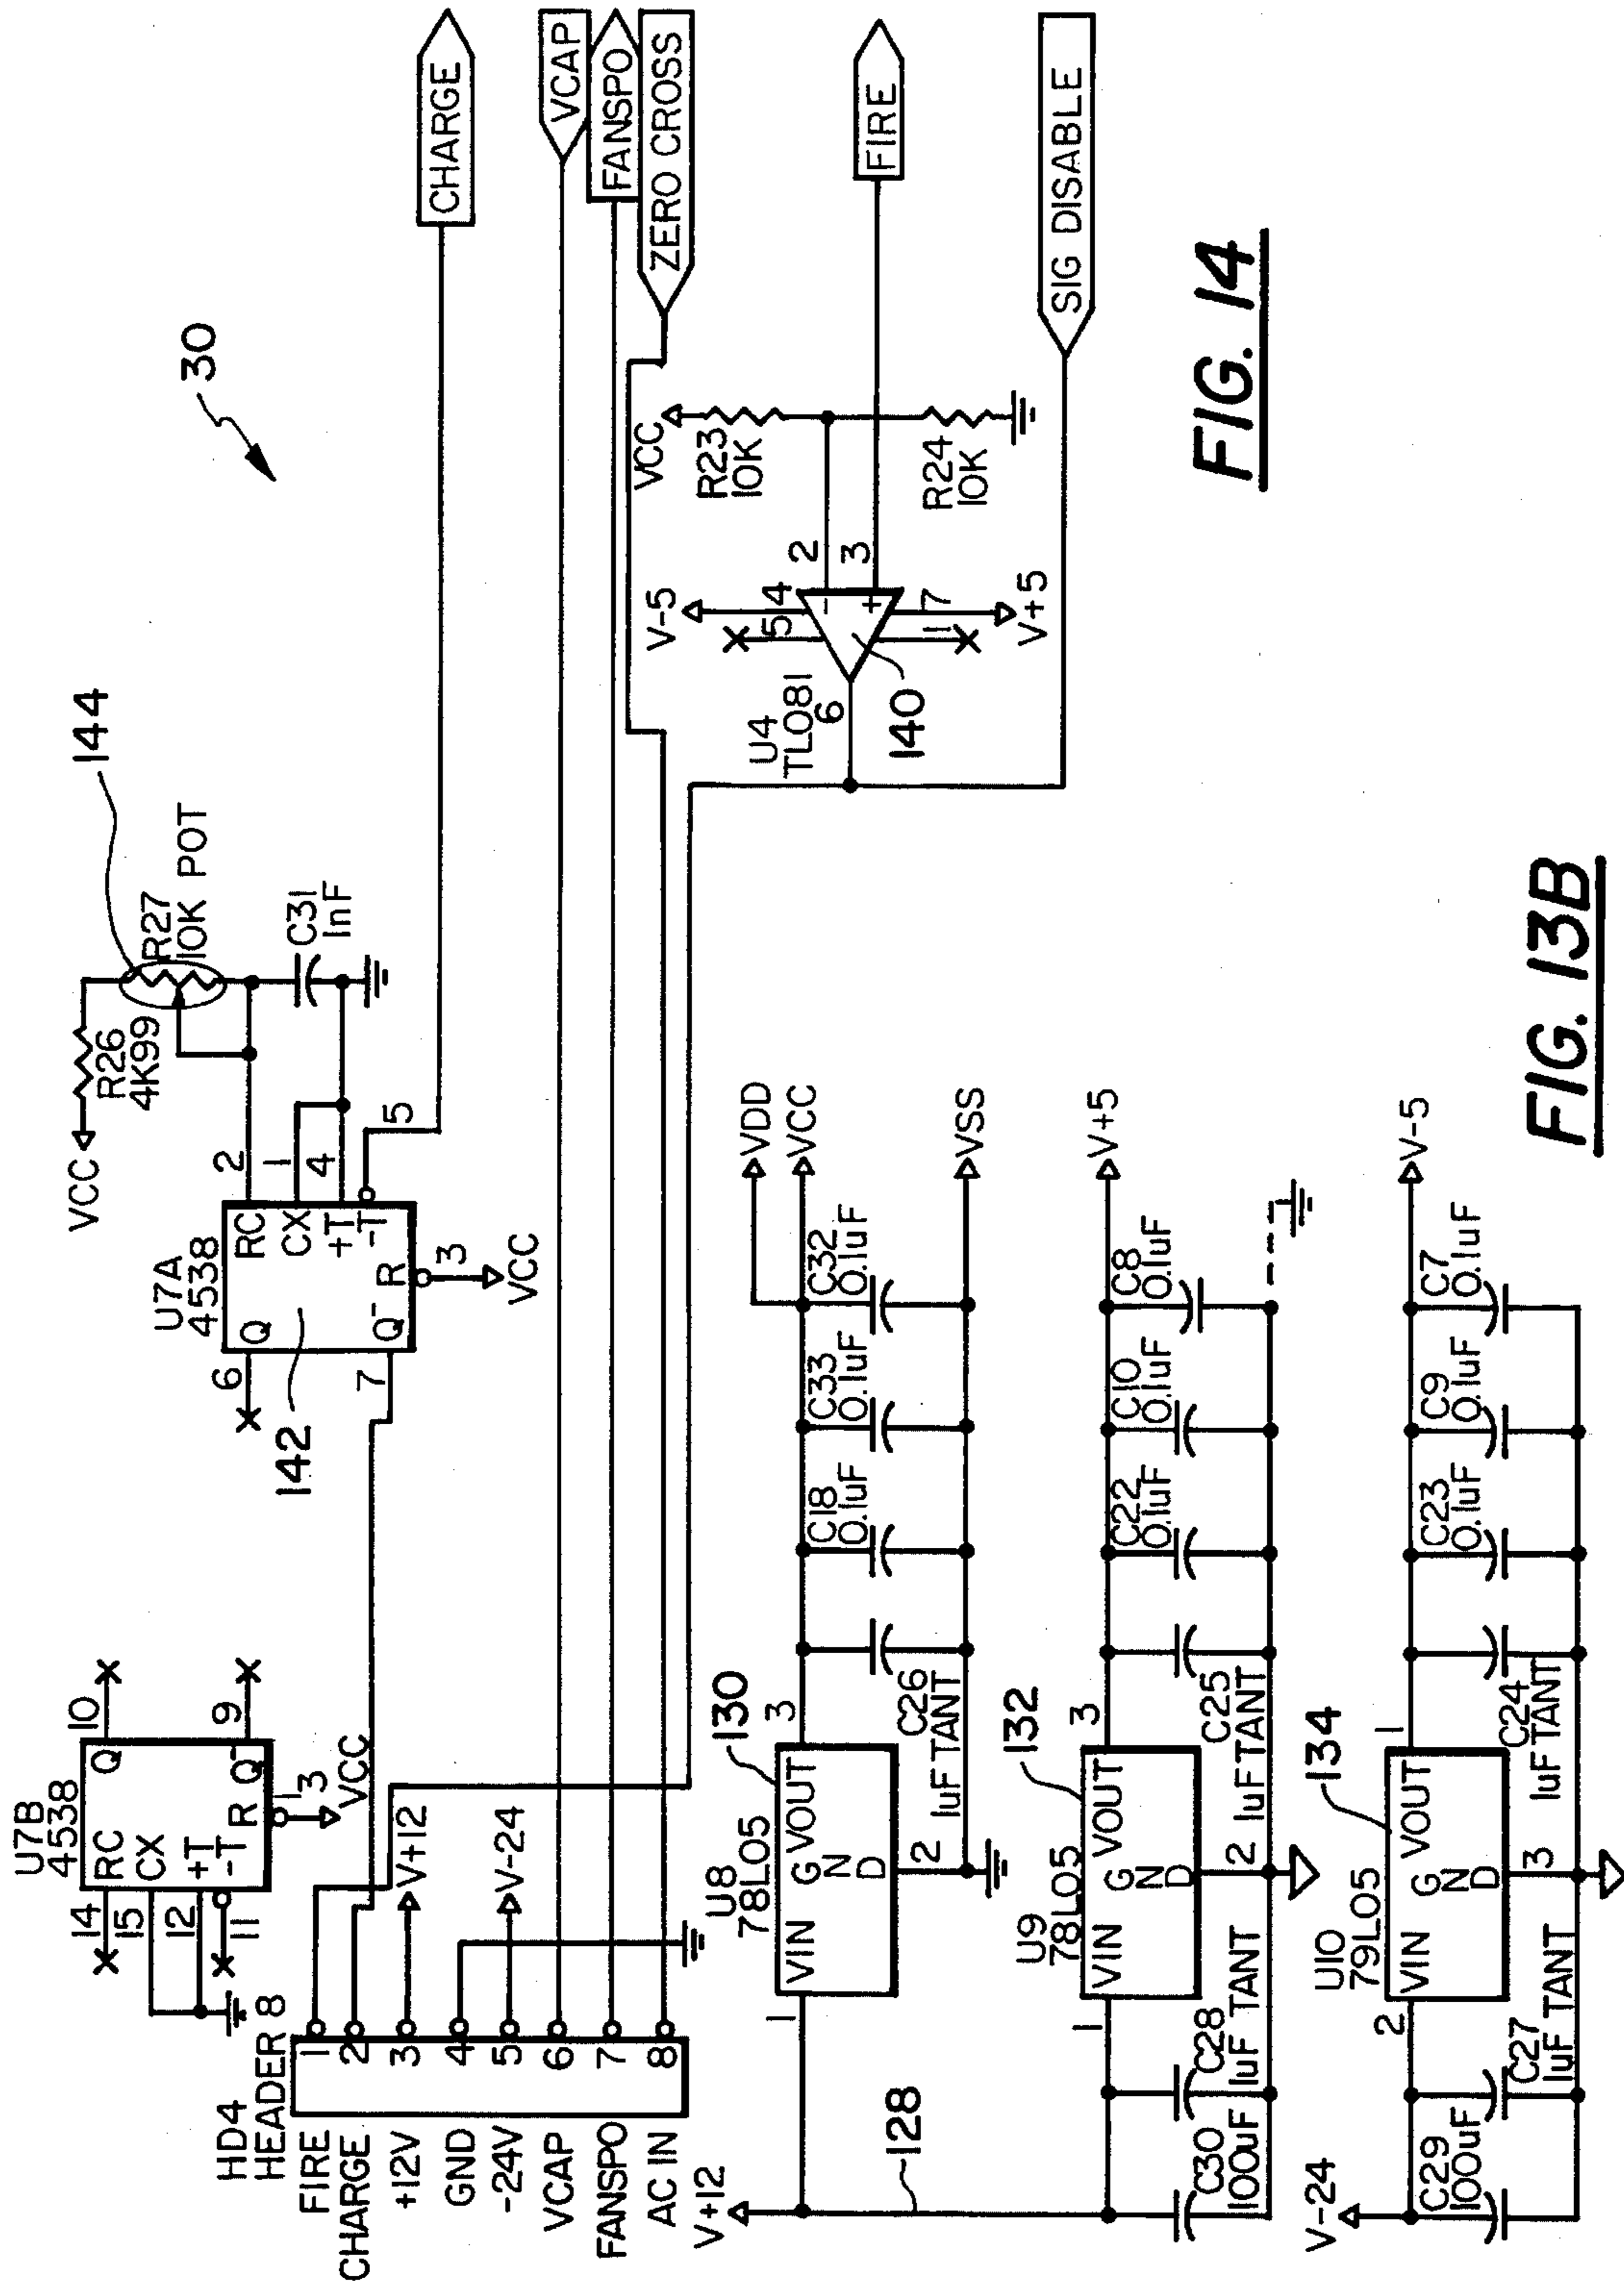 30
144
U7B
4538
14
RC
Q
10
15
CX
12
+T
11
-T
R
Q̄
9
13
VCC
U7A
4538
6
Q
RC
2
CX
1
+T
4
-T
5
7
Q̄
R
3
VCC
142
VCC
R26
4K99
R27
10K POT
C31
1nF
HD4
HEADER 8
FIRE
1
CHARGE
2
+12V
3
V+12
GND
4
-24V
5
V-24
VCAP
6
FANSPO
7
AC IN
8
CHARGE
VCAP
FANSPO
ZERO CROSS
FIRE
SIG DISABLE
VCC
R23
10K
R24
10K
V-5
5
4
2
3
-
+
1
7
V+5
U4
TL081
6
140
FIG. 14
V+12
128
U8
78L05
130
1
VIN
VOUT
3
GND
2
C26
1uF TANT
C18
0.1uF
C33
0.1uF
C32
0.1uF
VDD
VCC
VSS
U9
78L05
132
1
VIN
VOUT
3
GND
2
C30
100uF
C28
1uF TANT
C25
1uF TANT
C22
0.1uF
C10
0.1uF
C8
0.1uF
V+5
V-24
U10
79L05
134
2
VIN
VOUT
1
GND
3
C29
100uF
C27
1uF TANT
C24
1uF TANT
C23
0.1uF
C9
0.1uF
C7
0.1uF
V-5
FIG. 13B